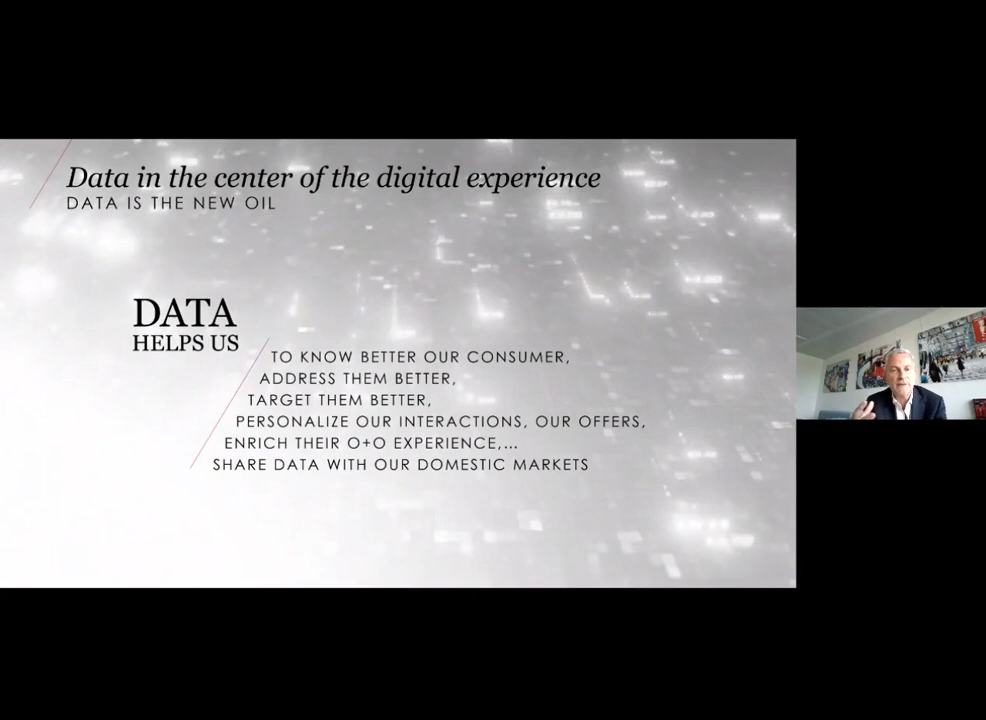 Data in the center of the digital experience
DATA IS THE NEW OIL
DATA
HELPS US
TO KNOW BETTER OUR CONSUMER,
ADDRESS THEM BETTER,
TARGET THEM BETTER,
PERSONALIZE OUR INTERACTIONS, OUR OFFERS,
ENRICH THEIR O+O EXPERIENCE,...
SHARE DATA WITH OUR DOMESTIC MARKETS